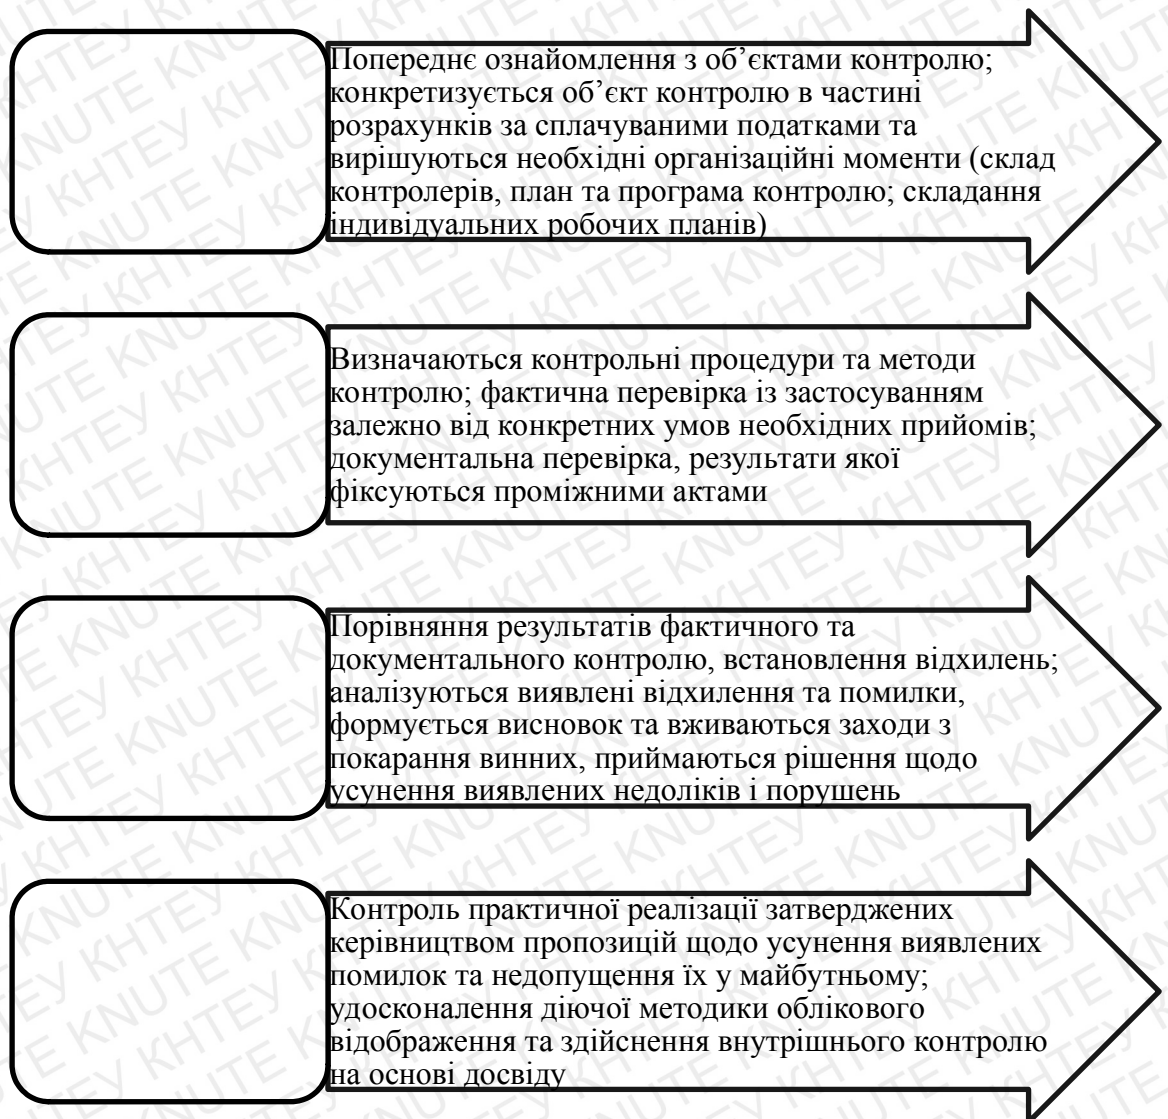 Попереднє ознайомлення з об’єктами контролю;
конкретизується об’єкт контролю в частині
розрахунків за сплачуваними податками та
вирішуються необхідні організаційні моменти (склад
контролерів, план та програма контролю; складання
індивідуальних робочих планів)
Визначаються контрольні процедури та методи
контролю; фактична перевірка із застосуванням
залежно від конкретних умов необхідних прийомів;
документальна перевірка, результати якої
фіксуються проміжними актами
Порівняння результатів фактичного та
документального контролю, встановлення відхилень;
аналізуються виявлені відхилення та помилки,
формується висновок та вживаються заходи з
покарання винних, приймаються рішення щодо
усунення виявлених недоліків і порушень
Контроль практичної реалізації затверджених
керівництвом пропозицій щодо усунення виявлених
помилок та недопущення їх у майбутньому;
удосконалення діючої методики облікового
відображення та здійснення внутрішнього контролю
на основі досвіду